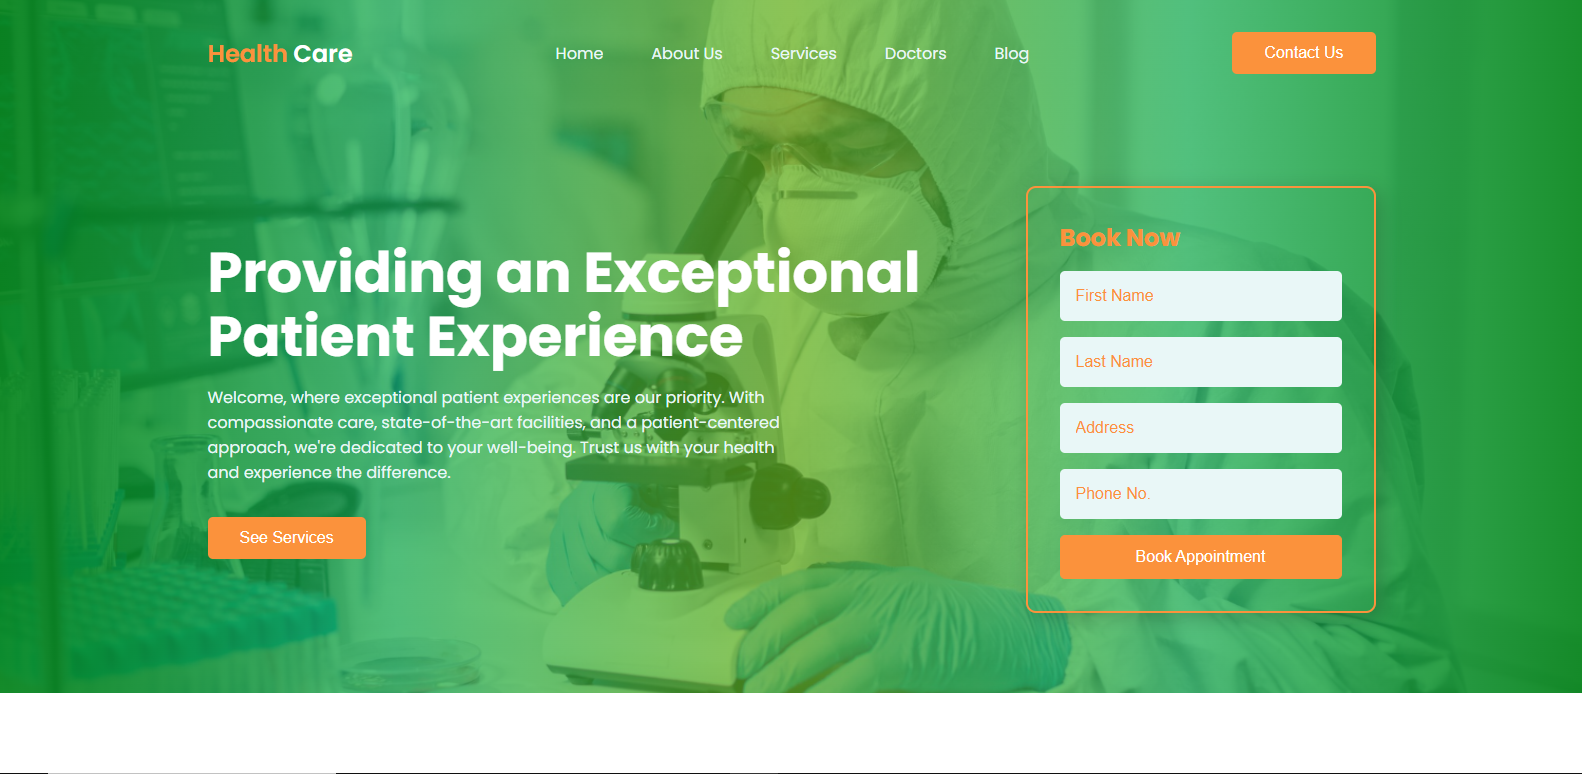 Health Care
Home
About Us
Services
Doctors
Blog
Contact Us
Providing an Exceptional
Patient Experience
Welcome, where exceptional patient experiences are our priority. With
compassionate care, state-of-the-art facilities, and a patient-centered
approach, we're dedicated to your well-being. Trust us with your health
and experience the difference.
See Services
Book Now
First Name
Last Name
Address
Phone No.
Book Appointment